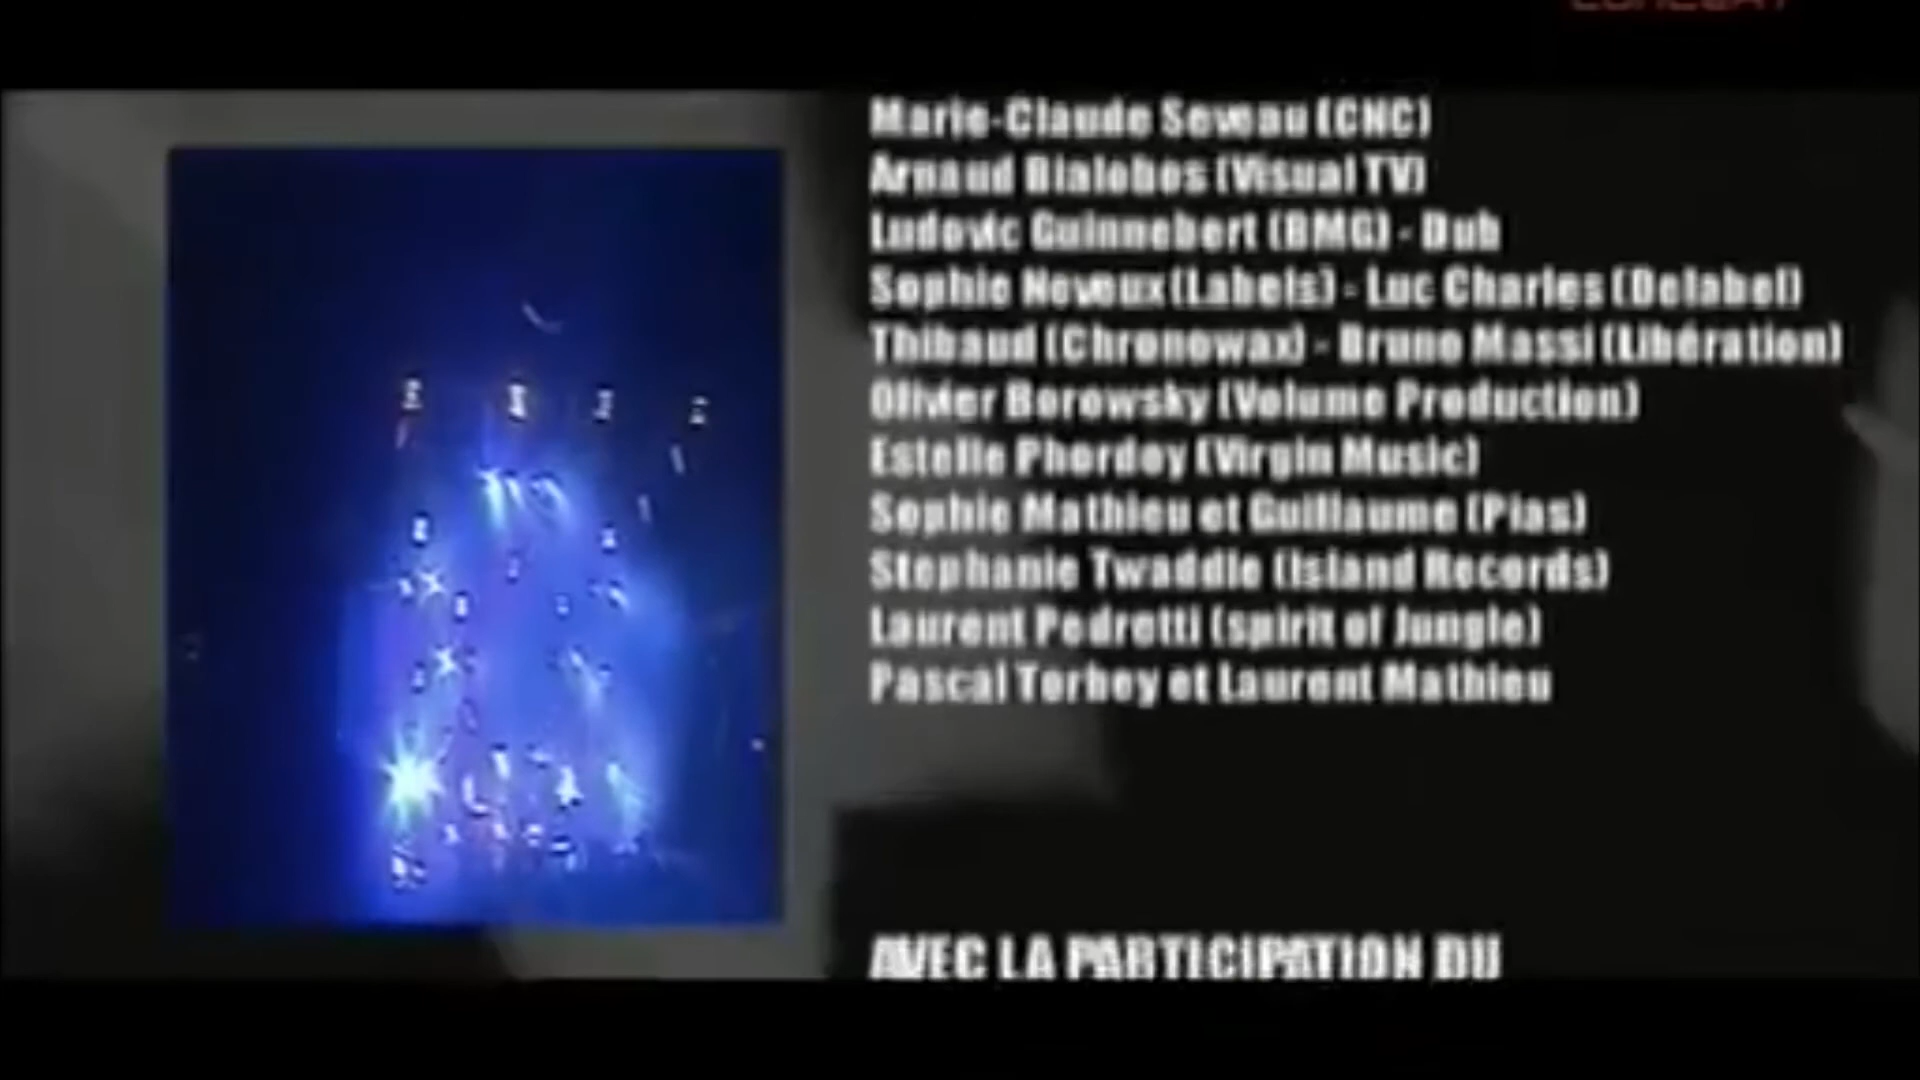 Marie-Claude Seveau (CNC)
Arnaud Bialobos (Visual TV)
Ludovic Guinnebert (BMG) - Dub
Sophie Neveux (Labels) - Luc Charles (Delabel)
Thibaud (Chronowax) - Bruno Massi (Libération)
Olivier Borowsky (Volume Production)
Estelle Phordoy (Virgin Music)
Sophie Mathieu et Guillaume (Pias)
Stephanie Twaddle (Island Records)
Laurent Pedretti (spirit of Jungle)
Pascal Torbey et Laurent Mathieu
AVEC LA PARTICIPATION DU